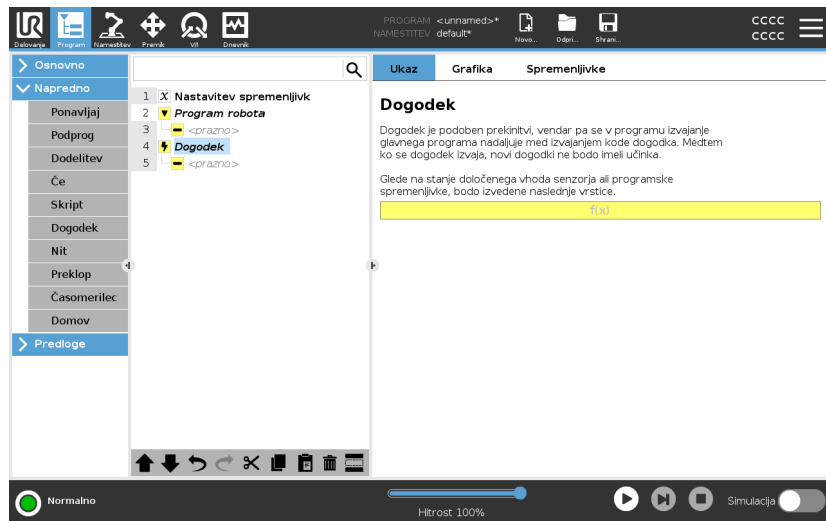 UR
PROGRAM <unnamed>*
NAMESTITEV default*
CCCC
CCCC
Delovanje Program Namestitev Premik V/I Dnevnik Novo... Odpri... Shrani...
Osnovno
Napredno
Ponavljaj
Podprog
Dodelitev
Če
Skript
Dogodek
Nit
Preklop
Časomerilec
Domov
Predloge
1 X Nastavitev spremenljivk
2 Program robota
3 <prazno>
4 Dogodek
5 <prazno>
Ukaz Grafika Spremenljivke
Dogodek
Dogodek je podoben prekinitvi, vendar pa se v programu izvajanje
glavnega programa nadaljuje med izvajanjem kode dogodka. Medtem
ko se dogodek izvaja, novi dogodki ne bodo imeli učinka.
Glede na stanje določenega vhoda senzorja ali programske
spremenljivke, bodo izvedene naslednje vrstice.
f(x)
Normalno
Hitrost 100%
Simulacija